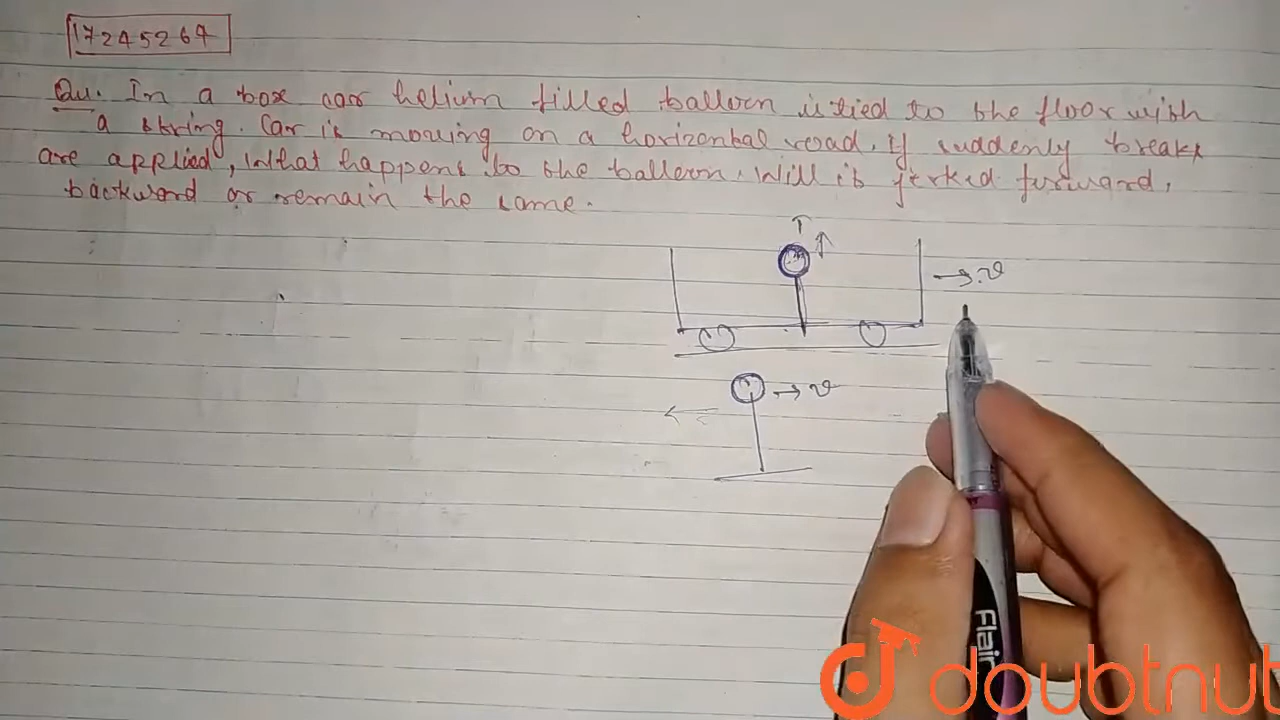 17245264
Qu. In a box car helium filled balloon is tied to the floor with
a string. Car is moving on a horizontal road. if suddenly breaks
are applied, What happens to the balloon. Will it jerked forward,
backward or remain the same.
T
v
v
Flair
doubtnut